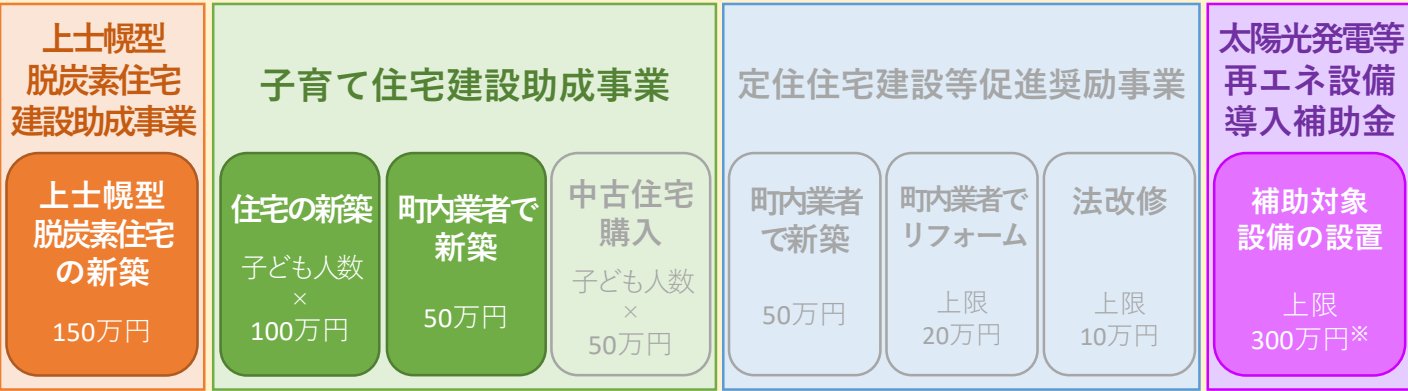 上士幌型
脱炭素住宅
建設助成事業
上士幌型
脱炭素住宅
の新築
150万円
子育て住宅建設助成事業
住宅の新築
子ども人数
×
100万円
町内業者で
新築
50万円
中古住宅
購入
子ども人数
×
50万円
定住住宅建設等促進奨励事業
町内業者
で新築
50万円
町内業者で
リフォーム
上限
20万円
法改修
上限
10万円
太陽光発電等
再エネ設備
導入補助金
補助対象
設備の設置
上限
300万円※